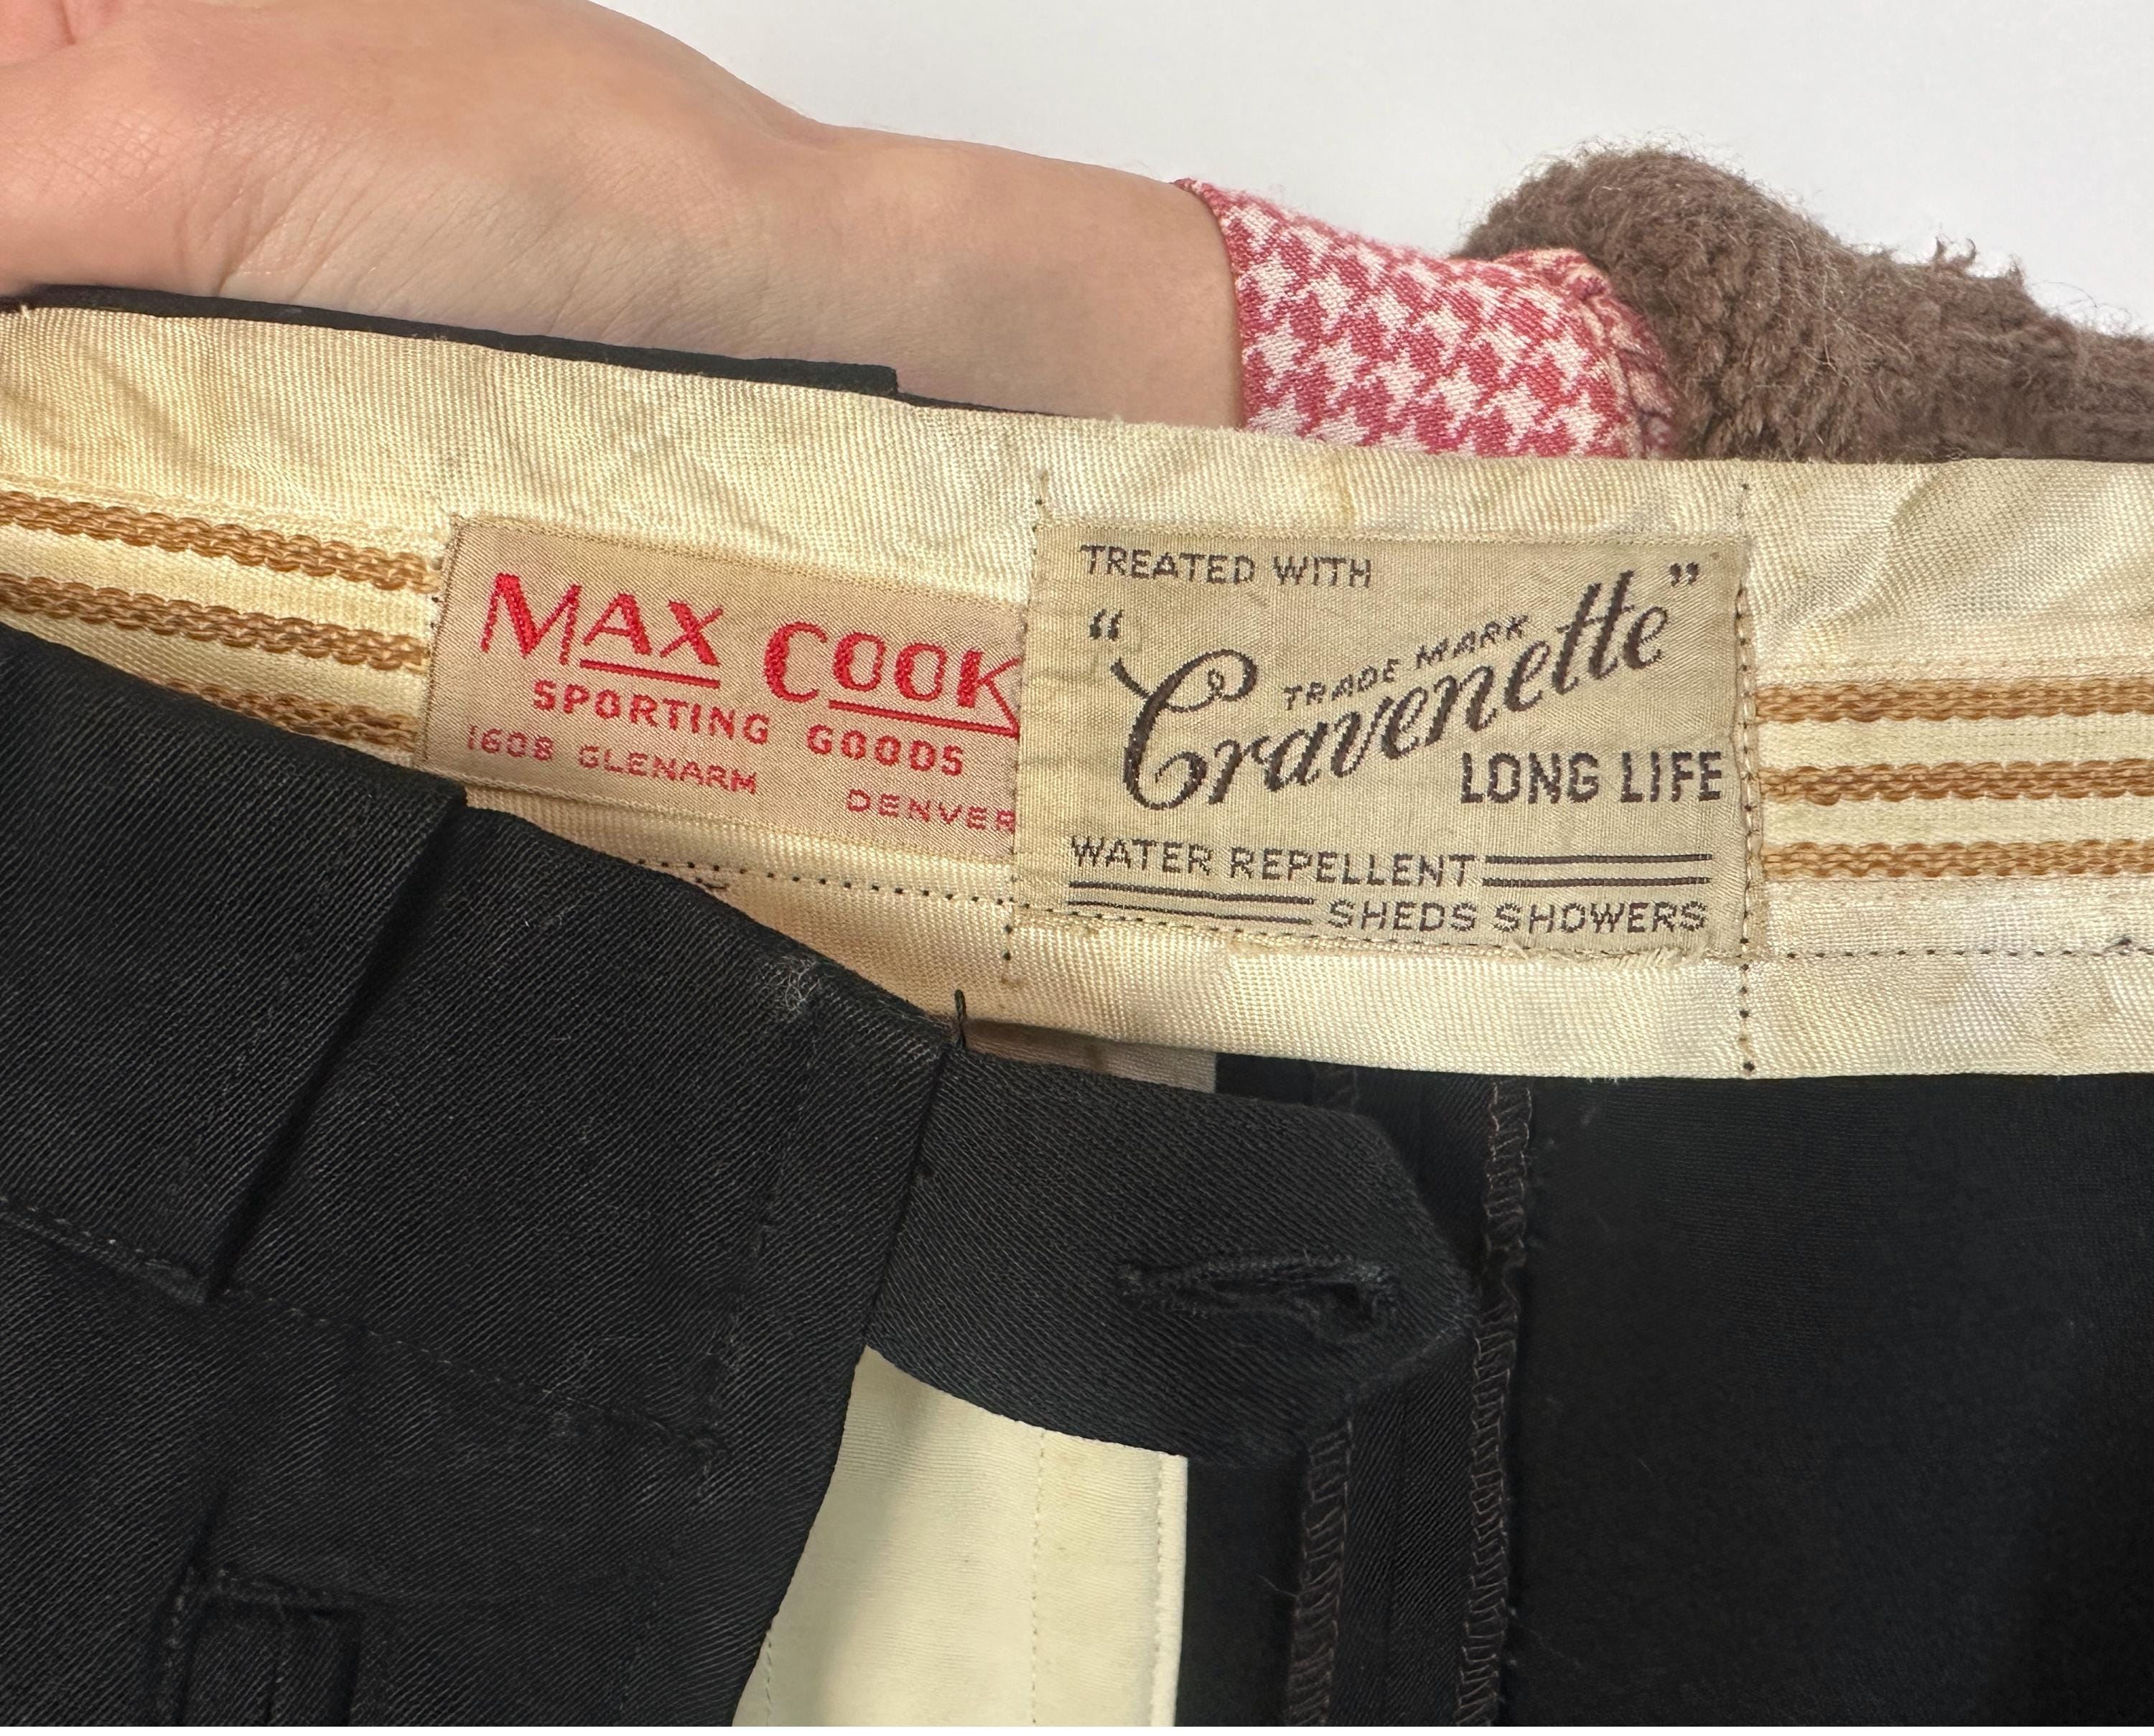 MAX COOK
SPORTING GOODS
1608 GLENARM
DENVER
TREATED WITH
"Cravenette"
TRADE MARK
LONG LIFE
WATER REPELLENT
SHEDS SHOWERS